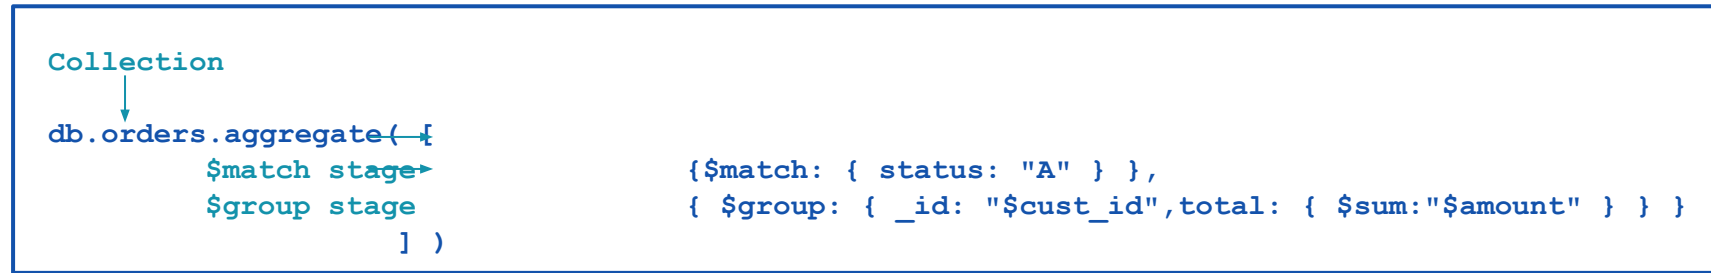 Collection
db.orders.aggregate( [
$match stage {$match: { status: "A" } },
$group stage { $group: { _id: "$cust_id",total: { $sum:"$amount" } } }
] )